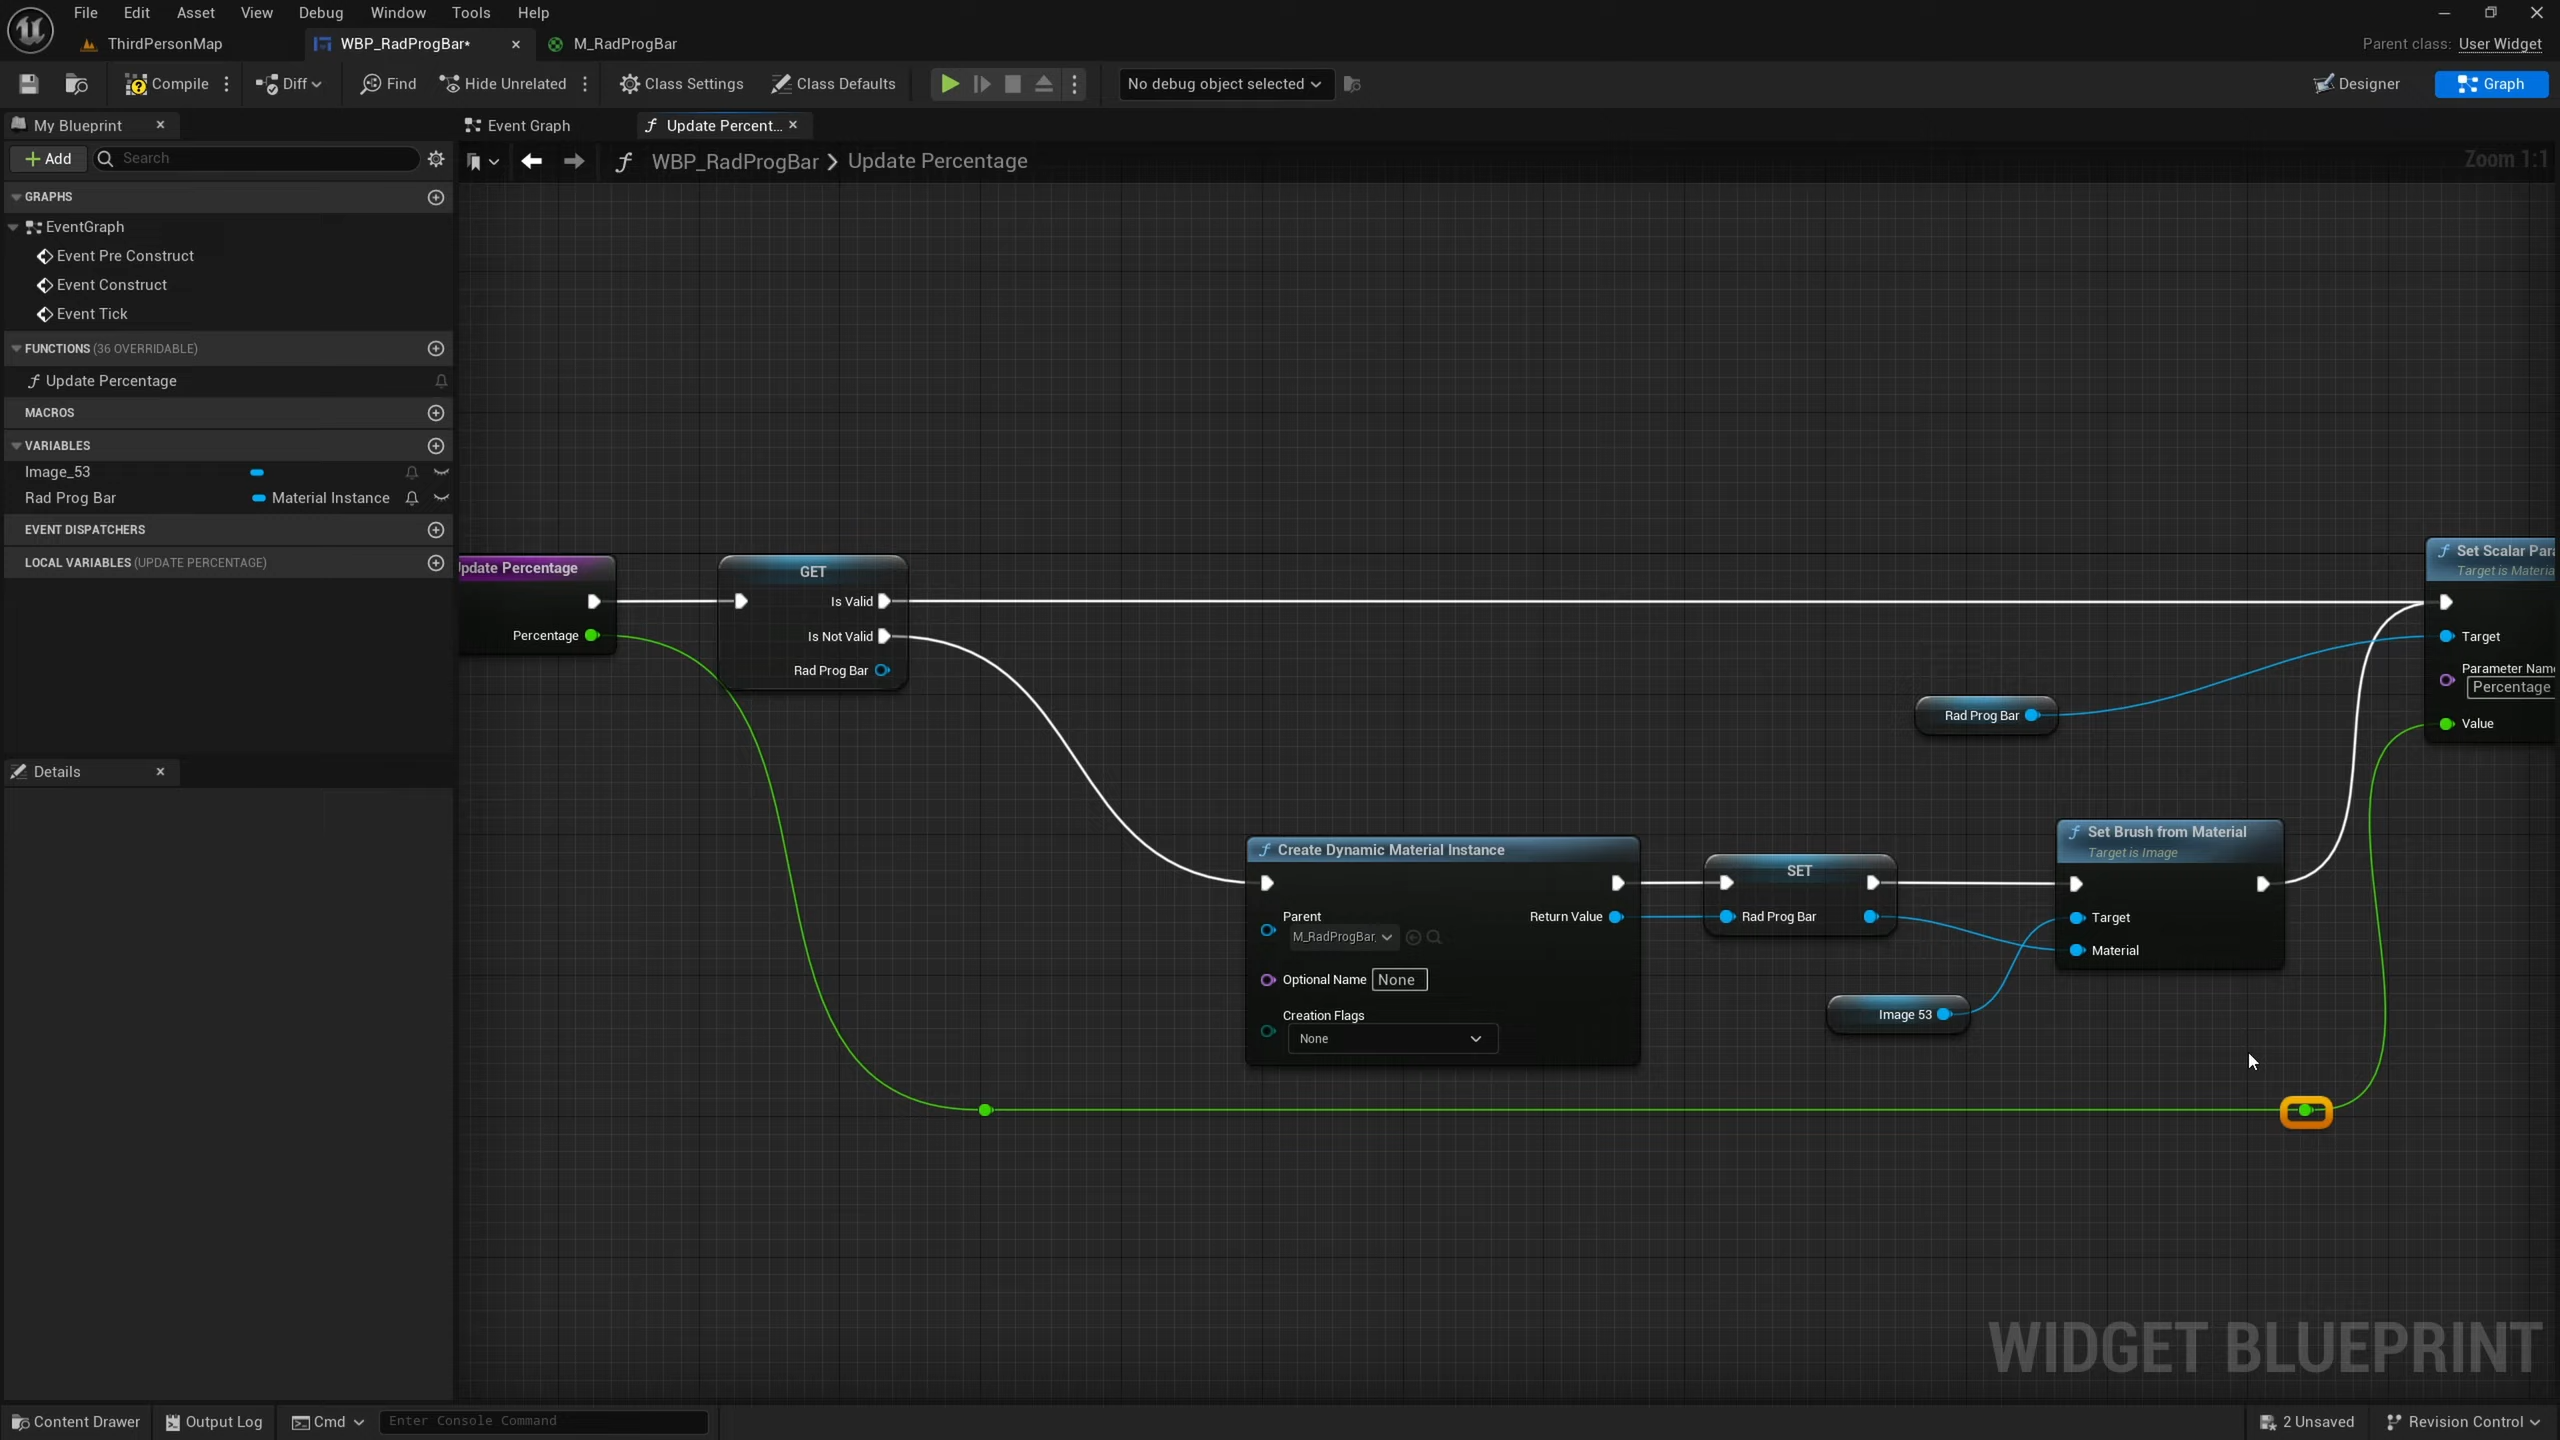 File Edit Asset View Debug Window Tools Help
ThirdPersonMap WBP_RadProgBar* M_RadProgBar Parent class: User Widget
Compile Diff Find Hide Unrelated Class Settings Class Defaults No debug object selected Designer Graph
My Blueprint Event Graph Update Percent...
Add Search WBP_RadProgBar > Update Percentage Zoom 1:1
GRAPHS
EventGraph
Event Pre Construct
Event Construct
Event Tick
FUNCTIONS (36 OVERRIDABLE)
Update Percentage
MACROS
VARIABLES
Image_53
Rad Prog Bar Material Instance
EVENT DISPATCHERS
LOCAL VARIABLES (UPDATE PERCENTAGE)
Details
pdate Percentage
Percentage
GET
Is Valid
Is Not Valid
Rad Prog Bar
Set Scalar Para
Target is Materia
Target
Parameter Name
Percentage
Value
Rad Prog Bar
Create Dynamic Material Instance
Parent Return Value
M_RadProgBar
Optional Name None
Creation Flags
None
SET
Rad Prog Bar
Set Brush from Material
Target is Image
Target
Material
Image 53
WIDGET BLUEPRINT
Content Drawer Output Log Cmd Enter Console Command 2 Unsaved Revision Control